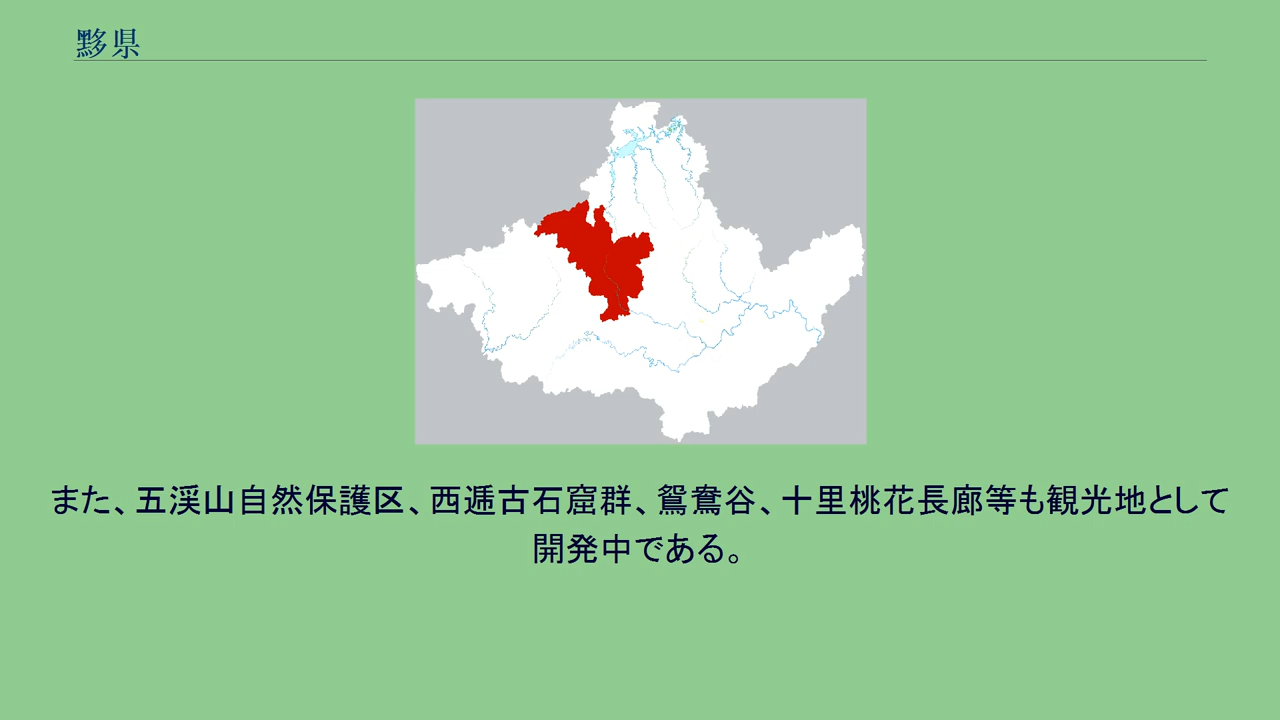 黟県
また、五渓山自然保護区、西逓古石窟群、鴛鴦谷、十里桃花長廊等も観光地として
開発中である。